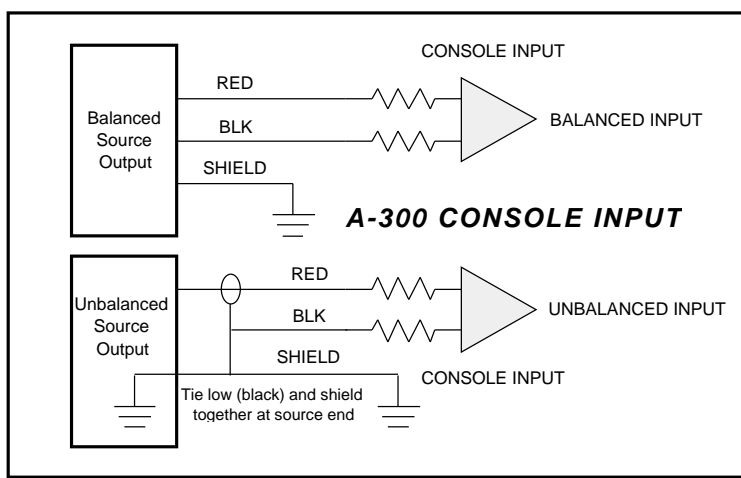 CONSOLE INPUT
RED
Balanced
Source
Output
BLK
BALANCED INPUT
SHIELD
A-300 CONSOLE INPUT
RED
Unbalanced
Source
Output
BLK
UNBALANCED INPUT
SHIELD
CONSOLE INPUT
Tie low (black) and shield
together at source end